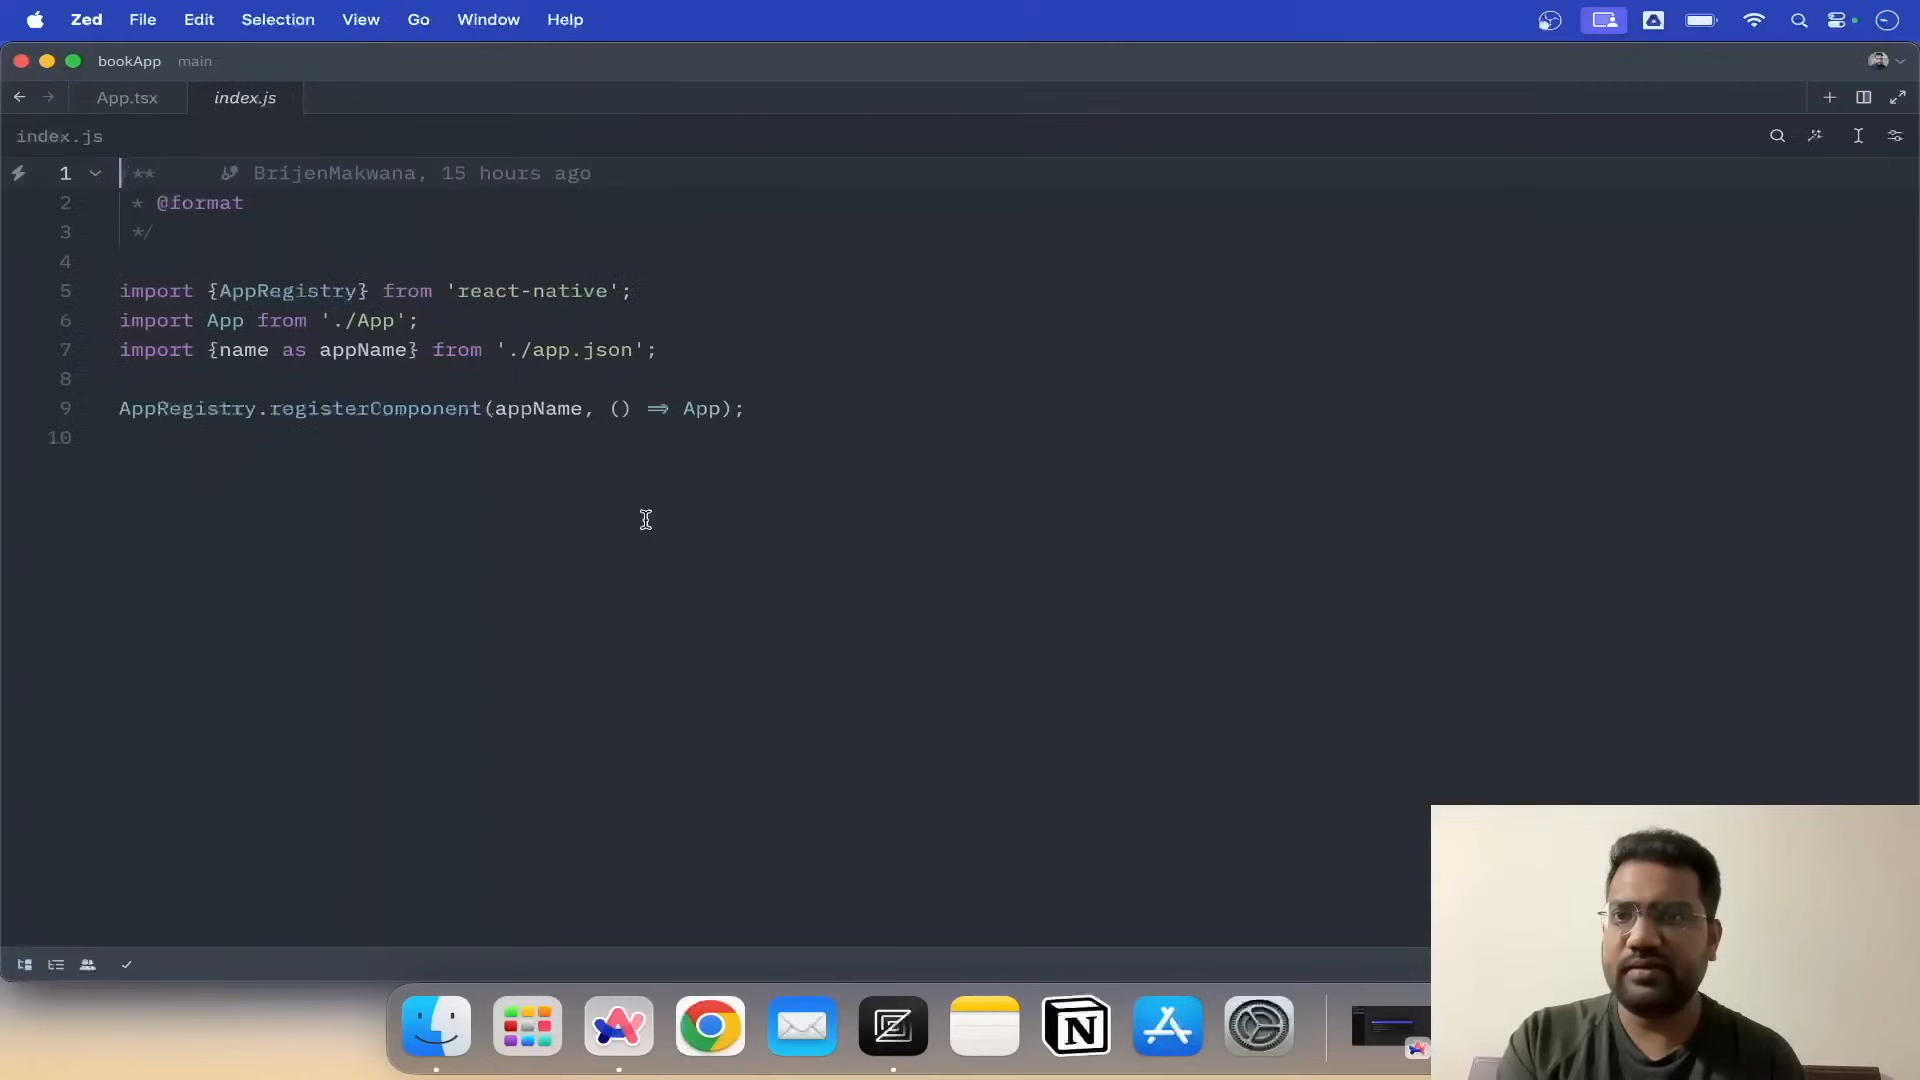 Zed File Edit Selection View Go Window Help
bookApp main
App.tsx index.js
index.js
1 /** BrijenMakwana, 15 hours ago
2 * @format
3 */
4
5 import {AppRegistry} from 'react-native';
6 import App from './App';
7 import {name as appName} from './app.json';
8
9 AppRegistry.registerComponent(appName, () => App);
10